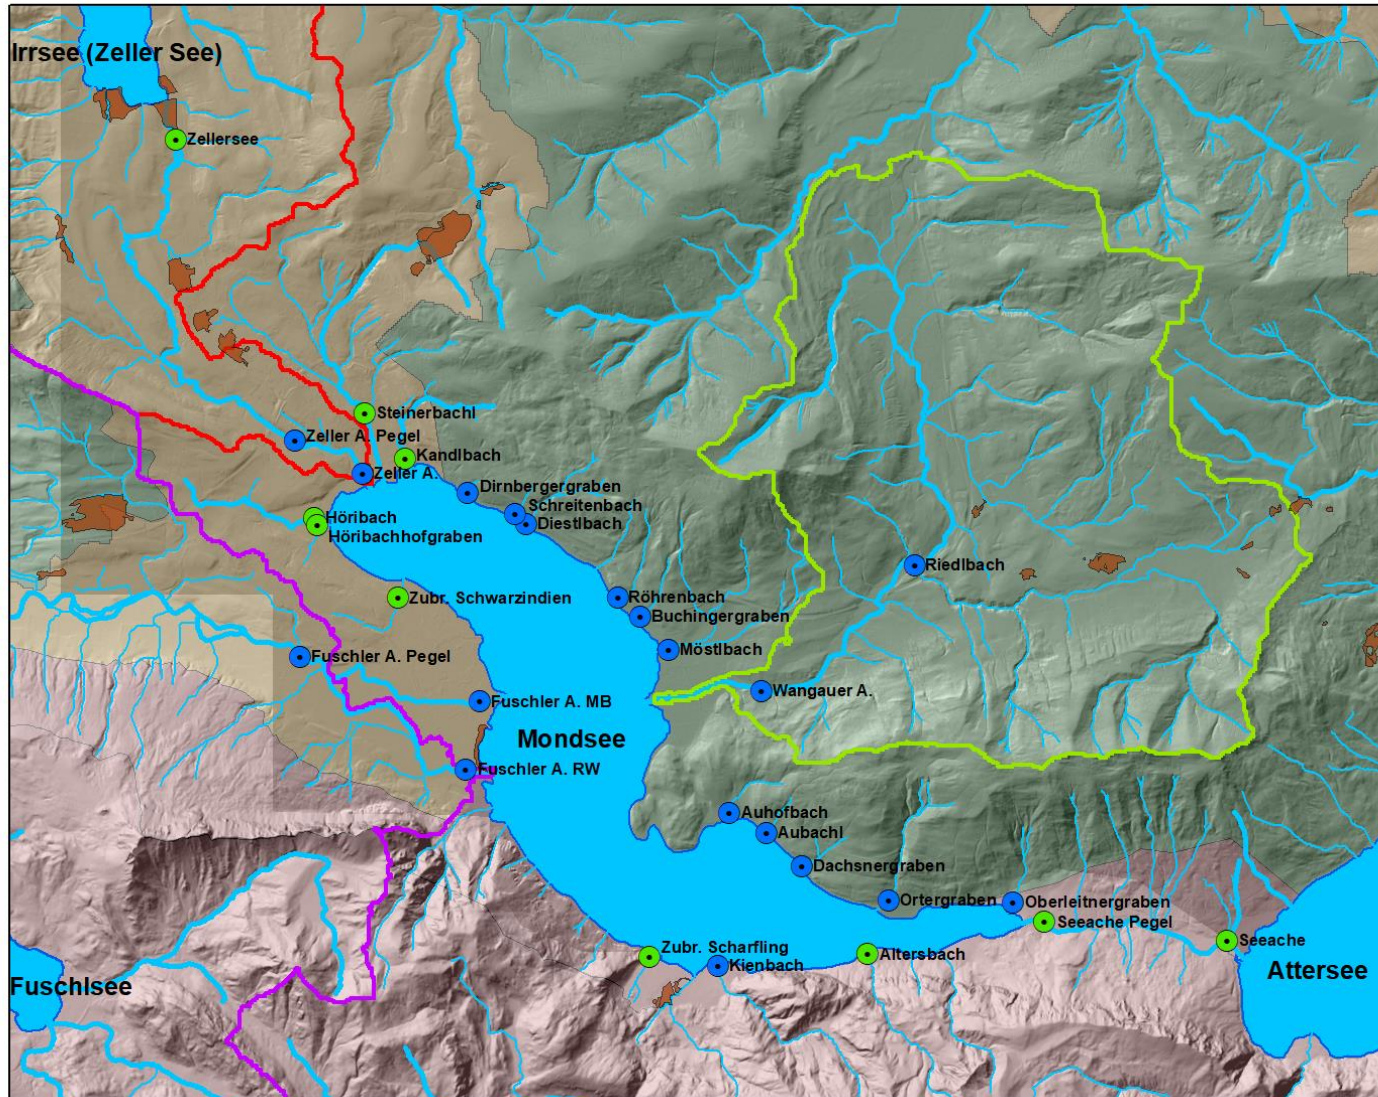 Irrsee (Zeller See)
Zellersee
Steinerbachl
Zeller A. Pegel
Kandlbach
Zeller A.
Dirnbergergraben
Schreitenbach
Höribach
Diestlbach
Höribachhofgraben
Riedlbach
Zubr. Schwarzindien
Röhrenbach
Buchingergraben
Fuschler A. Pegel
Möstlbach
Wangauer A.
Fuschler A. MB
Mondsee
Fuschler A. RW
Auhofbach
Aubachl
Dachsnergraben
Ortergraben
Oberleitnergraben
Seeache Pegel
Zubr. Scharfling
Seeache
Altersbach
Kienbach
Attersee
Fuschlsee